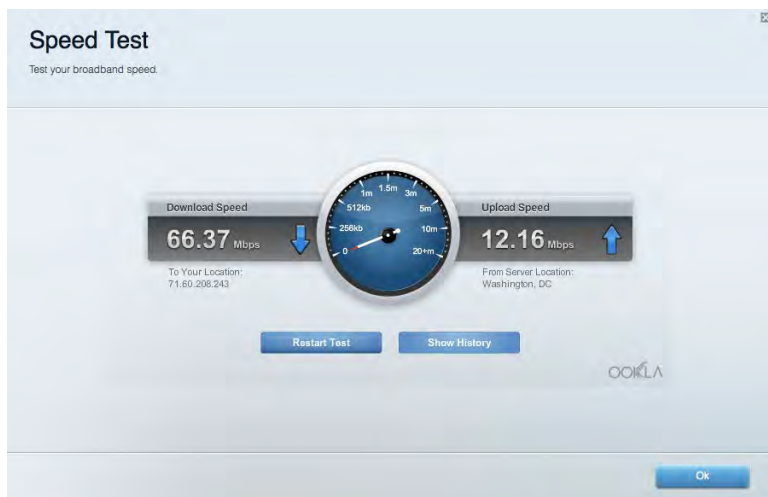 Speed Test
Test your broadband speed.
Download Speed
66.37 Mbps
To Your Location:
71.60.208.243
0
256kb
512kb
1m
1.5m
3m
5m
10m
20+m
Upload Speed
12.16 Mbps
From Server Location:
Washington, DC
Restart Test
Show History
OOKLA
Ok